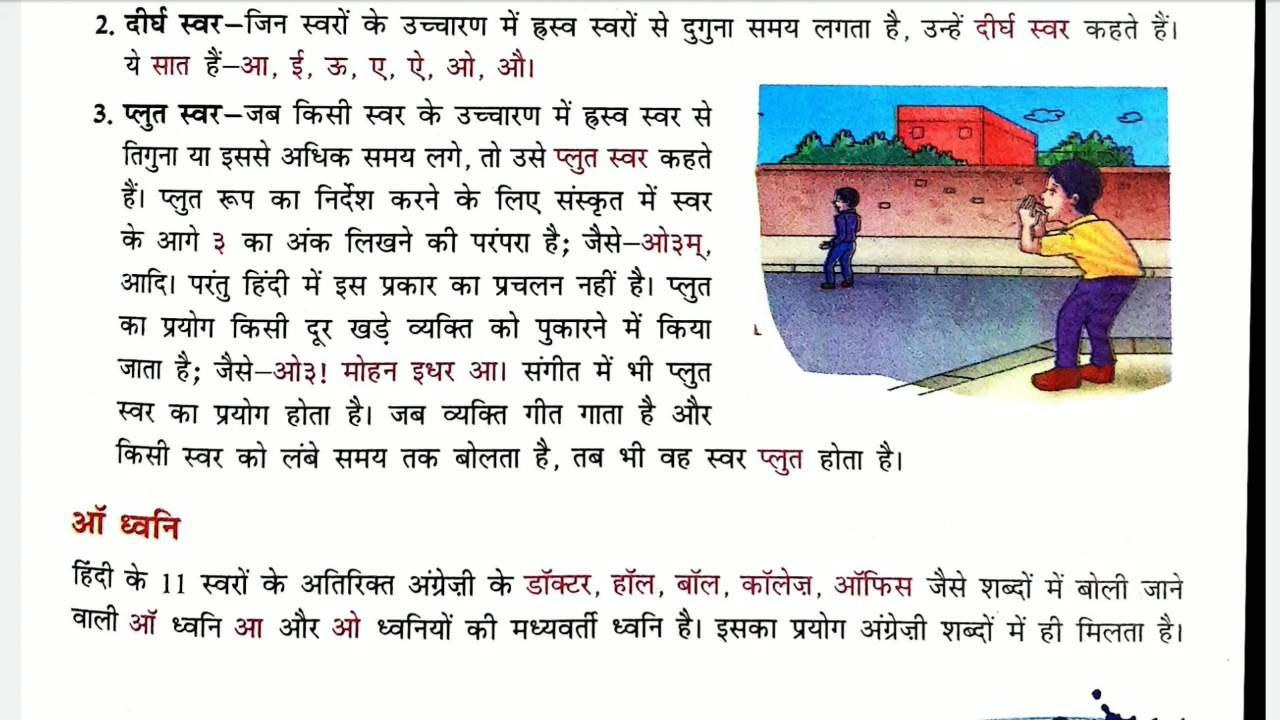 2. दीर्घ स्वर–जिन स्वरों के उच्चारण में ह्रस्व स्वरों से दुगुना समय लगता है, उन्हें दीर्घ स्वर कहते हैं।
ये सात हैं–आ, ई, ऊ, ए, ऐ, ओ, औ।
3. प्लुत स्वर–जब किसी स्वर के उच्चारण में ह्रस्व स्वर से
तिगुना या इससे अधिक समय लगे, तो उसे प्लुत स्वर कहते
हैं। प्लुत रूप का निर्देश करने के लिए संस्कृत में स्वर
के आगे ३ का अंक लिखने की परंपरा है; जैसे–ओ३म्,
आदि। परंतु हिंदी में इस प्रकार का प्रचलन नहीं है। प्लुत
का प्रयोग किसी दूर खड़े व्यक्ति को पुकारने में किया
जाता है; जैसे–ओ३! मोहन इधर आ। संगीत में भी प्लुत
स्वर का प्रयोग होता है। जब व्यक्ति गीत गाता है और
किसी स्वर को लंबे समय तक बोलता है, तब भी वह स्वर प्लुत होता है।
ऑ ध्वनि
हिंदी के 11 स्वरों के अतिरिक्त अंग्रेज़ी के डॉक्टर, हॉल, बॉल, कॉलेज़, ऑफिस जैसे शब्दों में बोली जाने
वाली ऑ ध्वनि आ और ओ ध्वनियों की मध्यवर्ती ध्वनि है। इसका प्रयोग अंग्रेज़ी शब्दों में ही मिलता है।